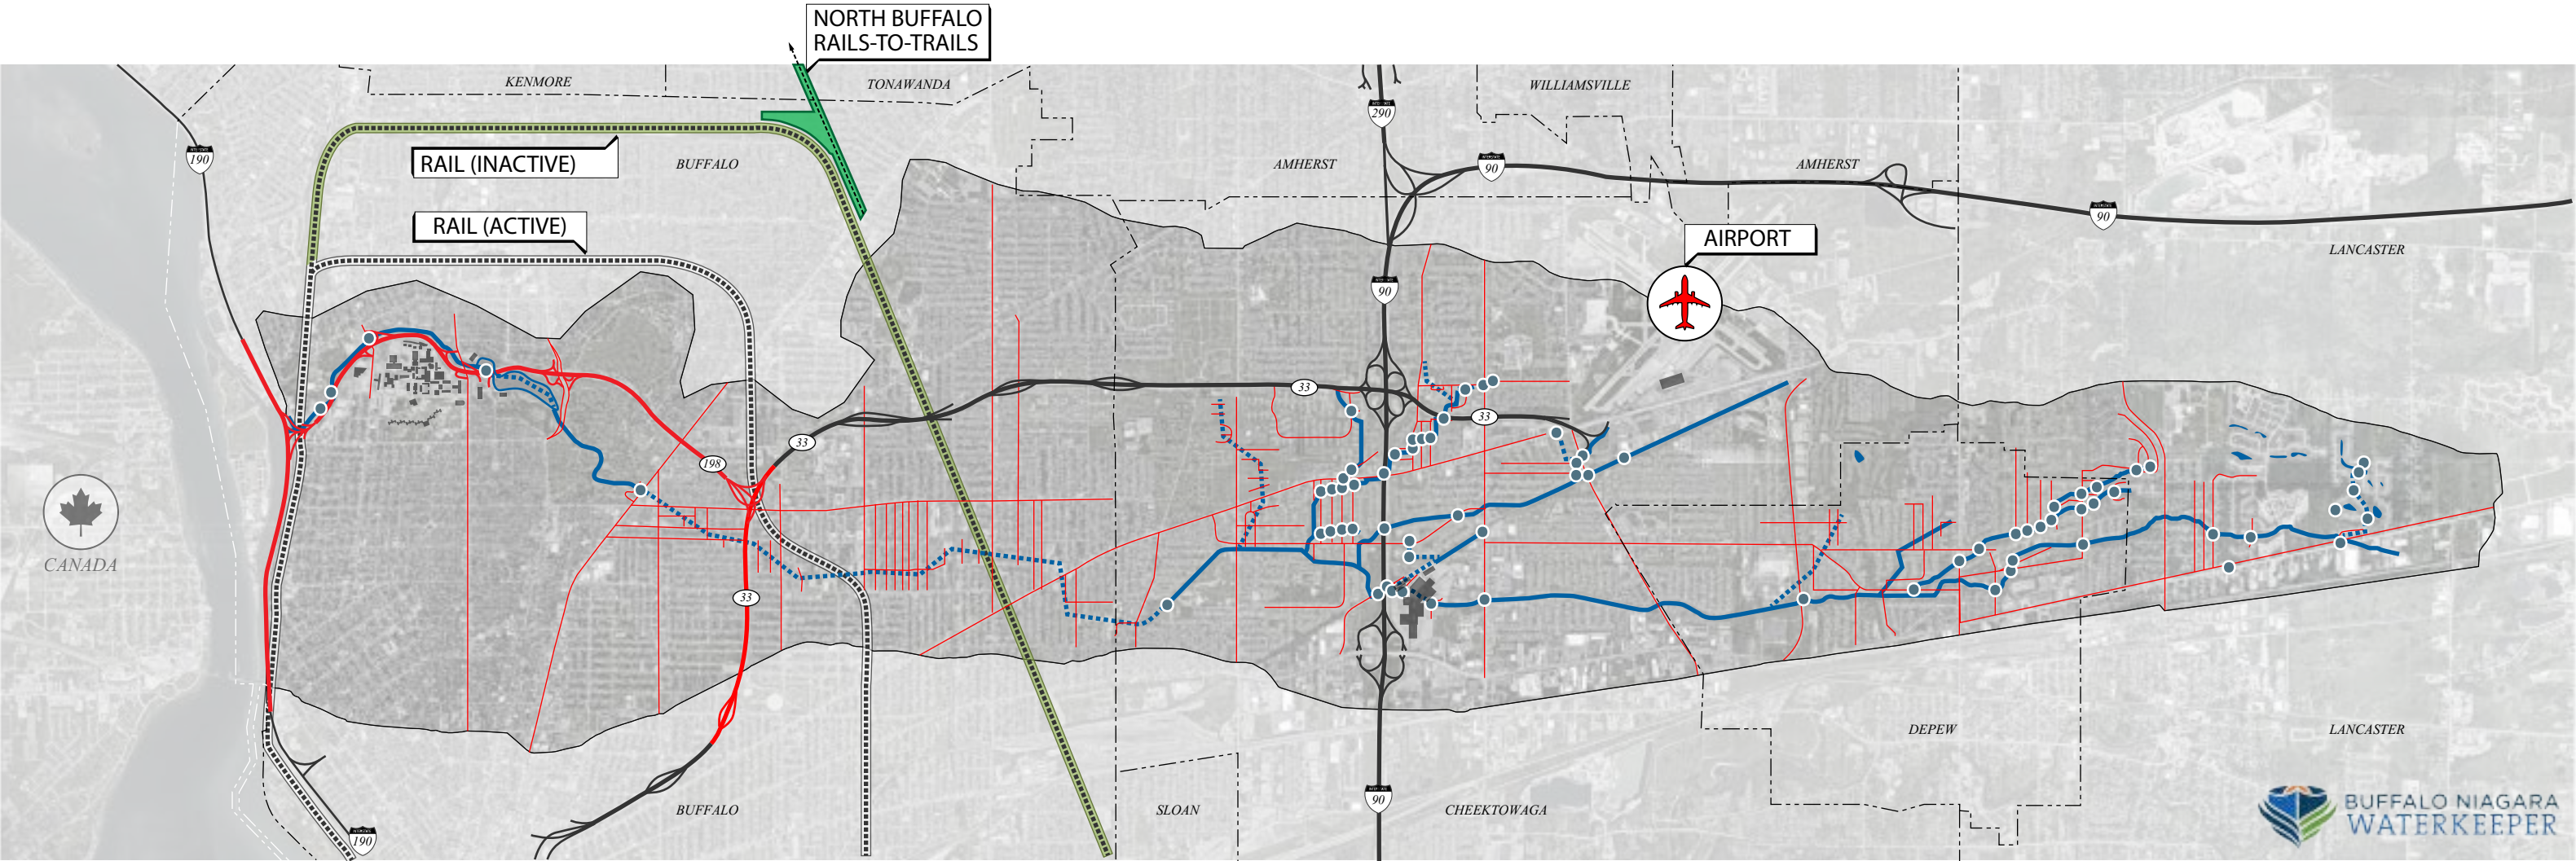 NORTH BUFFALO
RAILS-TO-TRAILS
KENMORE
TONAWANDA
WILLIAMSVILLE
290
190
RAIL (INACTIVE)
BUFFALO
AMHERST
90
AMHERST
90
RAIL (ACTIVE)
AIRPORT
LANCASTER
90
33
33
33
198
CANADA
33
DEPEW
LANCASTER
90
BUFFALO
SLOAN
CHEEKTOWAGA
190
BUFFALO NIAGARA
WATERKEEPER